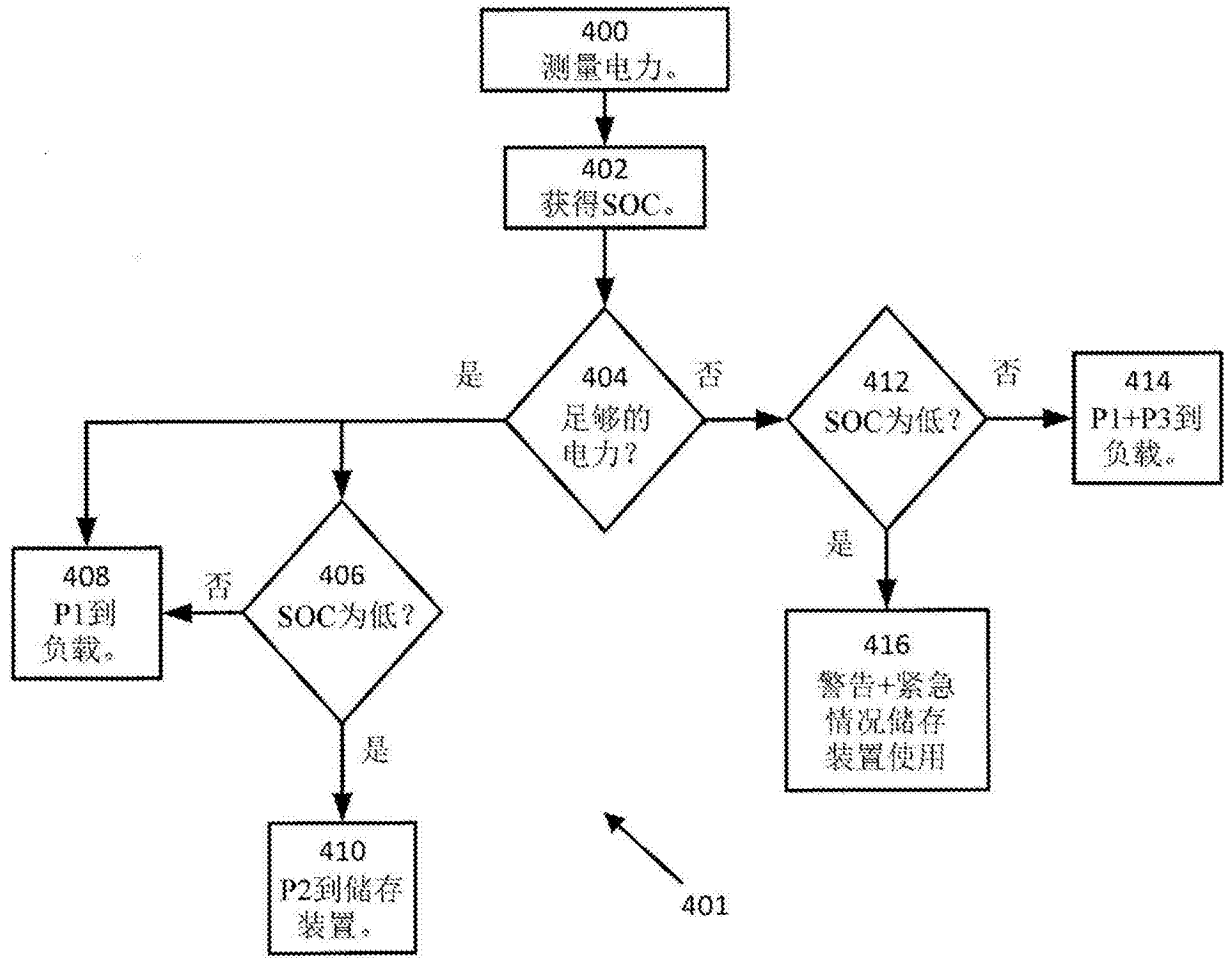 400
测量电力。
402
获得SOC。
是
404
足够的
电力?
否
412
SOC为低?
否
414
P1+P3到
负载。
408
P1到
负载。
否
406
SOC为低?
是
416
警告+紧急
情况储存
装置使用
是
410
P2到储存
装置。
401